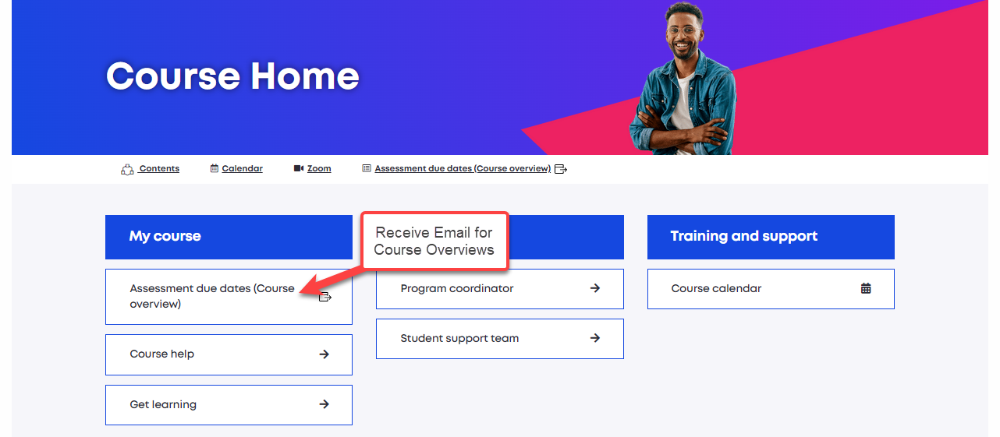 Course Home
Contents
Calendar
Zoom
Assessment due dates (Course overview)
My course
Receive Email for
Course Overviews
Training and support
Assessment due dates (Course
overview)
Program coordinator
Course calendar
Student support team
Course help
Get learning